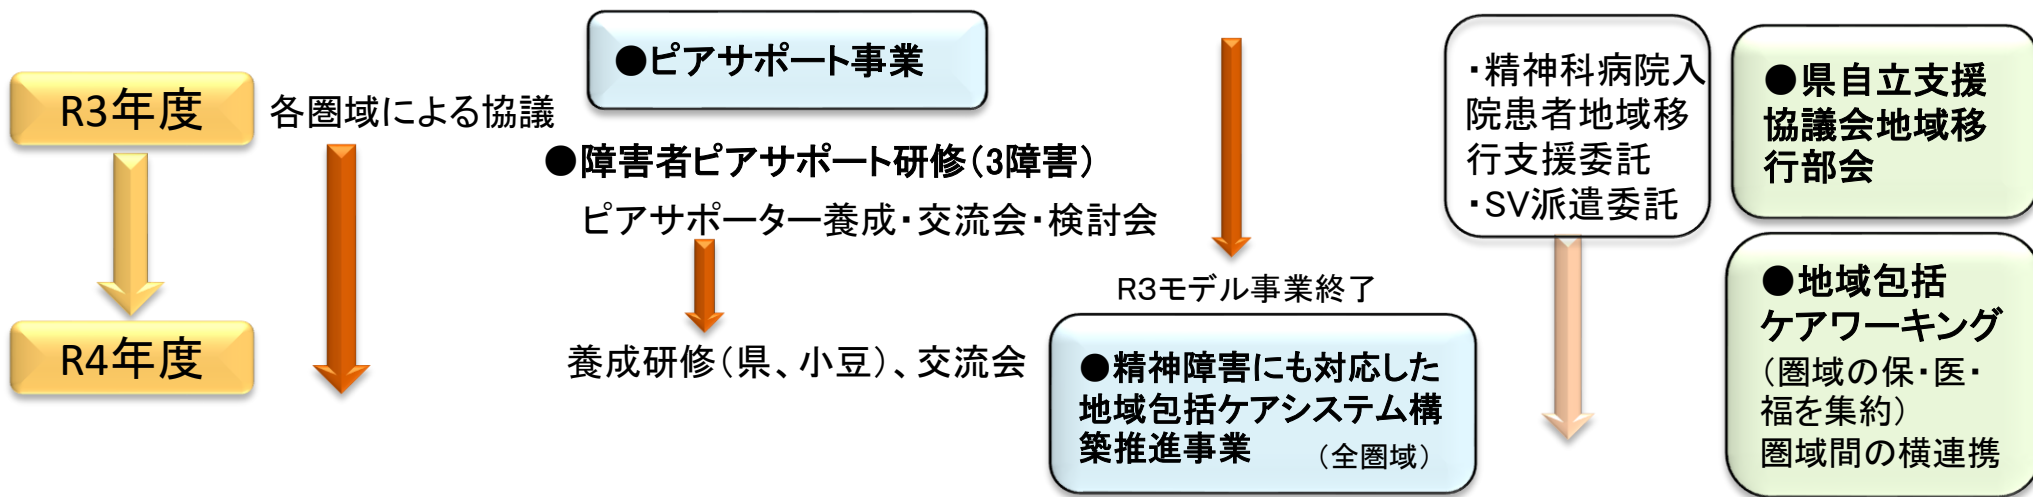 R3年度
各圏域による協議
R4年度
●ピアサポート事業
●障害者ピアサポート研修(3障害)
ピアサポーター養成・交流会・検討会
養成研修(県、小豆)、交流会
R3モデル事業終了
●精神障害にも対応した
地域包括ケアシステム構
築推進事業 (全圏域)
・精神科病院入
院患者地域移
行支援委託
・SV派遣委託
●県自立支援
協議会地域移
行部会
●地域包括
ケアワーキング
(圏域の保・医・
福を集約)
圏域間の横連携